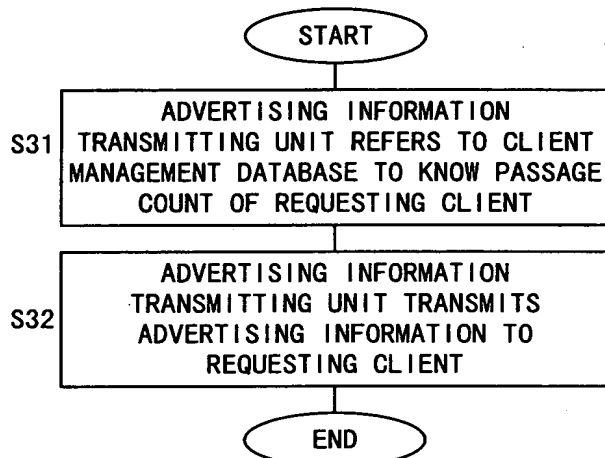 START
S31
ADVERTISING INFORMATION
TRANSMITTING UNIT REFERS TO CLIENT
MANAGEMENT DATABASE TO KNOW PASSAGE
COUNT OF REQUESTING CLIENT
S32
ADVERTISING INFORMATION
TRANSMITTING UNIT TRANSMITS
ADVERTISING INFORMATION TO
REQUESTING CLIENT
END